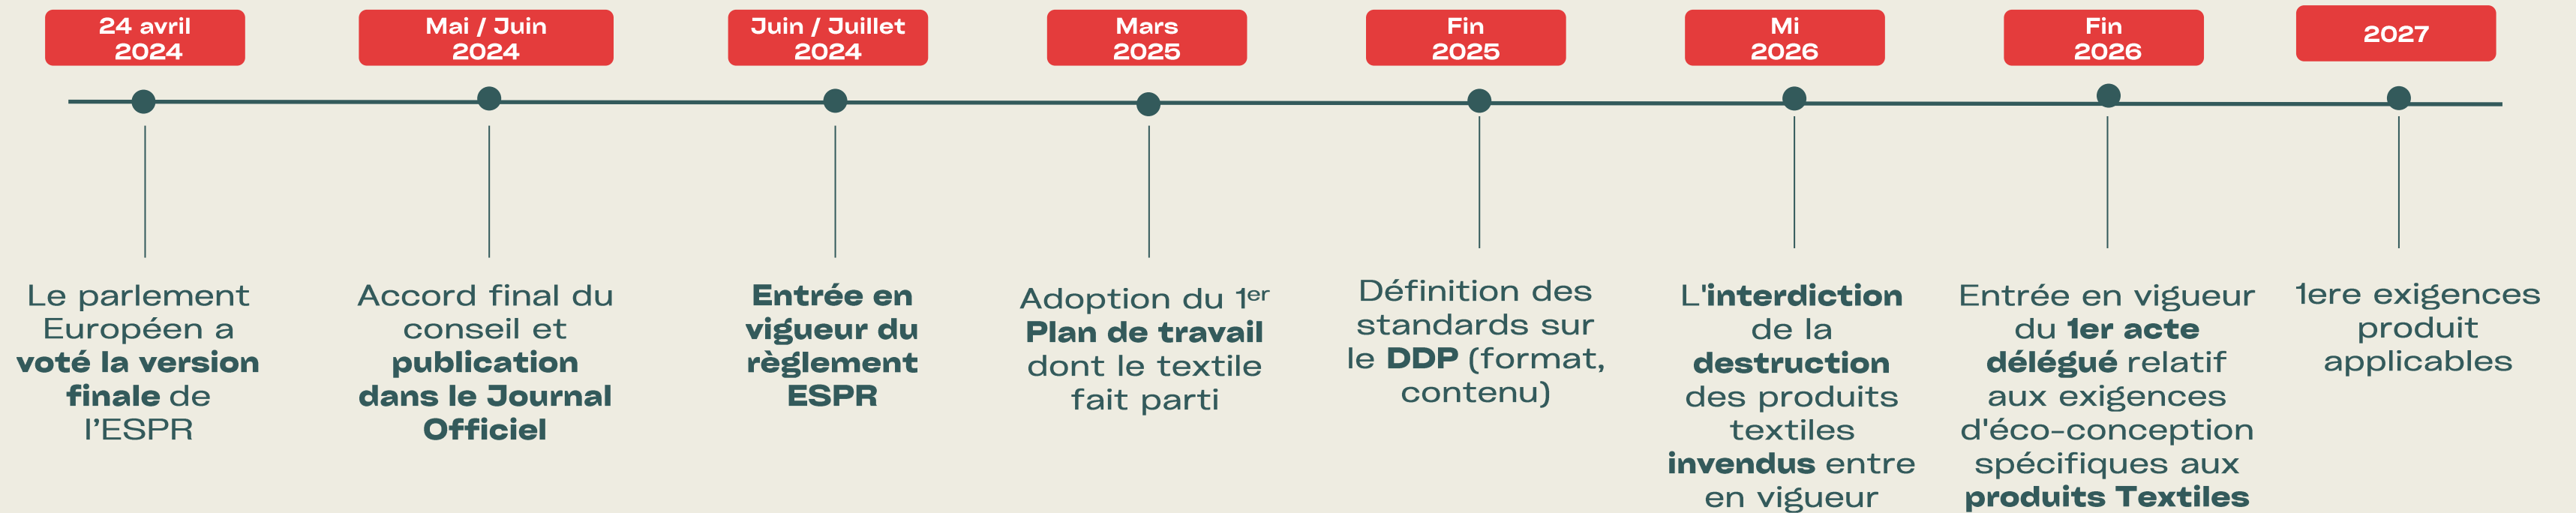 24 avril
2024
Le parlement
Européen a
voté la version
finale de
l’ESPR
Mai / Juin
2024
Accord final du
conseil et
publication
dans le Journal
Officiel
Juin / Juillet
2024
Entrée en
vigueur du
règlement
ESPR
Mars
2025
Adoption du 1er
Plan de travail
dont le textile
fait parti
Fin
2025
Définition des
standards sur
le DDP (format,
contenu)
Mi
2026
L'interdiction
de la
destruction
des produits
textiles
invendus entre
en vigueur
Fin
2026
Entrée en vigueur
du 1er acte
délégué relatif
aux exigences
d'éco-conception
spécifiques aux
produits Textiles
2027
1ere exigences
produit
applicables